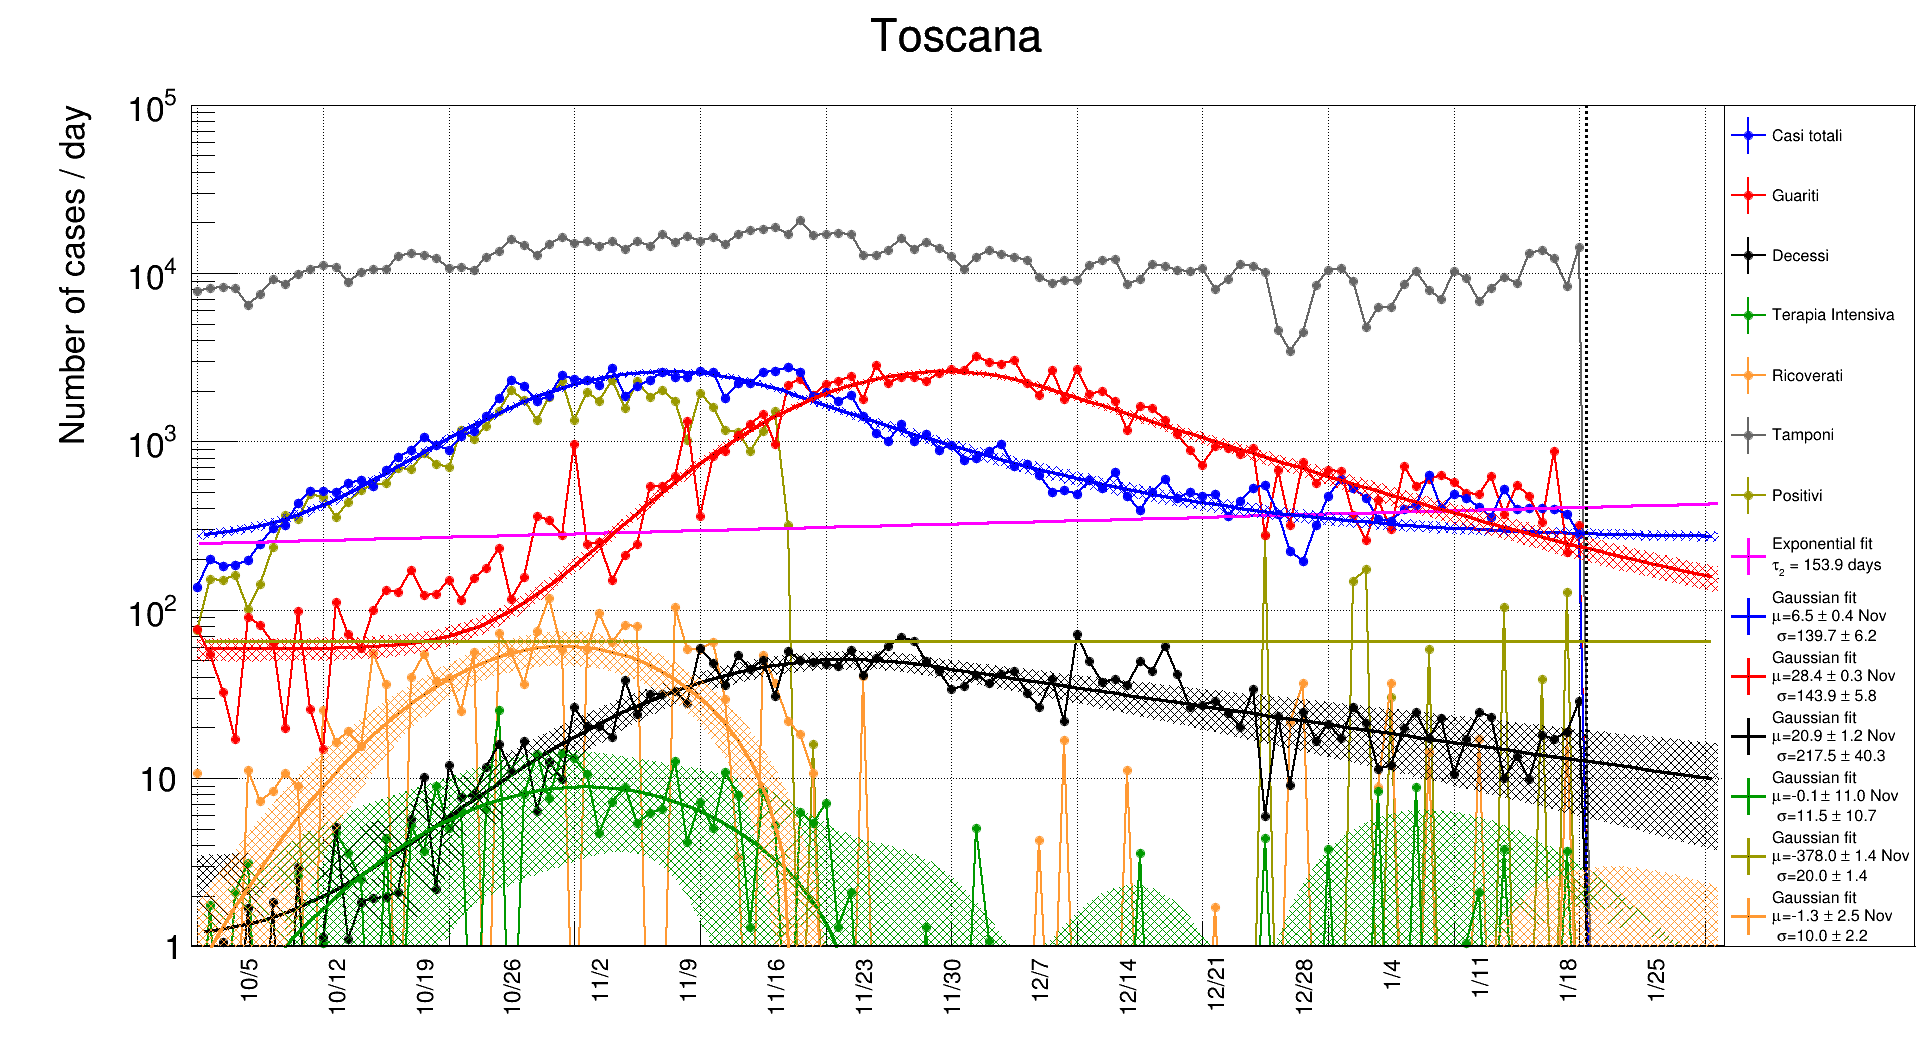 Toscana
Number of cases / day
10^5
10^4
10^3
10^2
10
1
10/5
10/12
10/19
10/26
11/2
11/9
11/16
11/23
11/30
12/7
12/14
12/21
12/28
1/4
1/11
1/18
1/25
Casi totali
Guariti
Decessi
Terapia Intensiva
Ricoverati
Tamponi
Positivi
Exponential fit
τ₂ = 153.9 days
Gaussian fit
μ=6.5 ± 0.4 Nov
σ=139.7 ± 6.2
Gaussian fit
μ=28.4 ± 0.3 Nov
σ=143.9 ± 5.8
Gaussian fit
μ=20.9 ± 1.2 Nov
σ=217.5 ± 40.3
Gaussian fit
μ=-0.1 ± 11.0 Nov
σ=11.5 ± 10.7
Gaussian fit
μ=-378.0 ± 1.4 Nov
σ=20.0 ± 1.4
Gaussian fit
μ=-1.3 ± 2.5 Nov
σ=10.0 ± 2.2